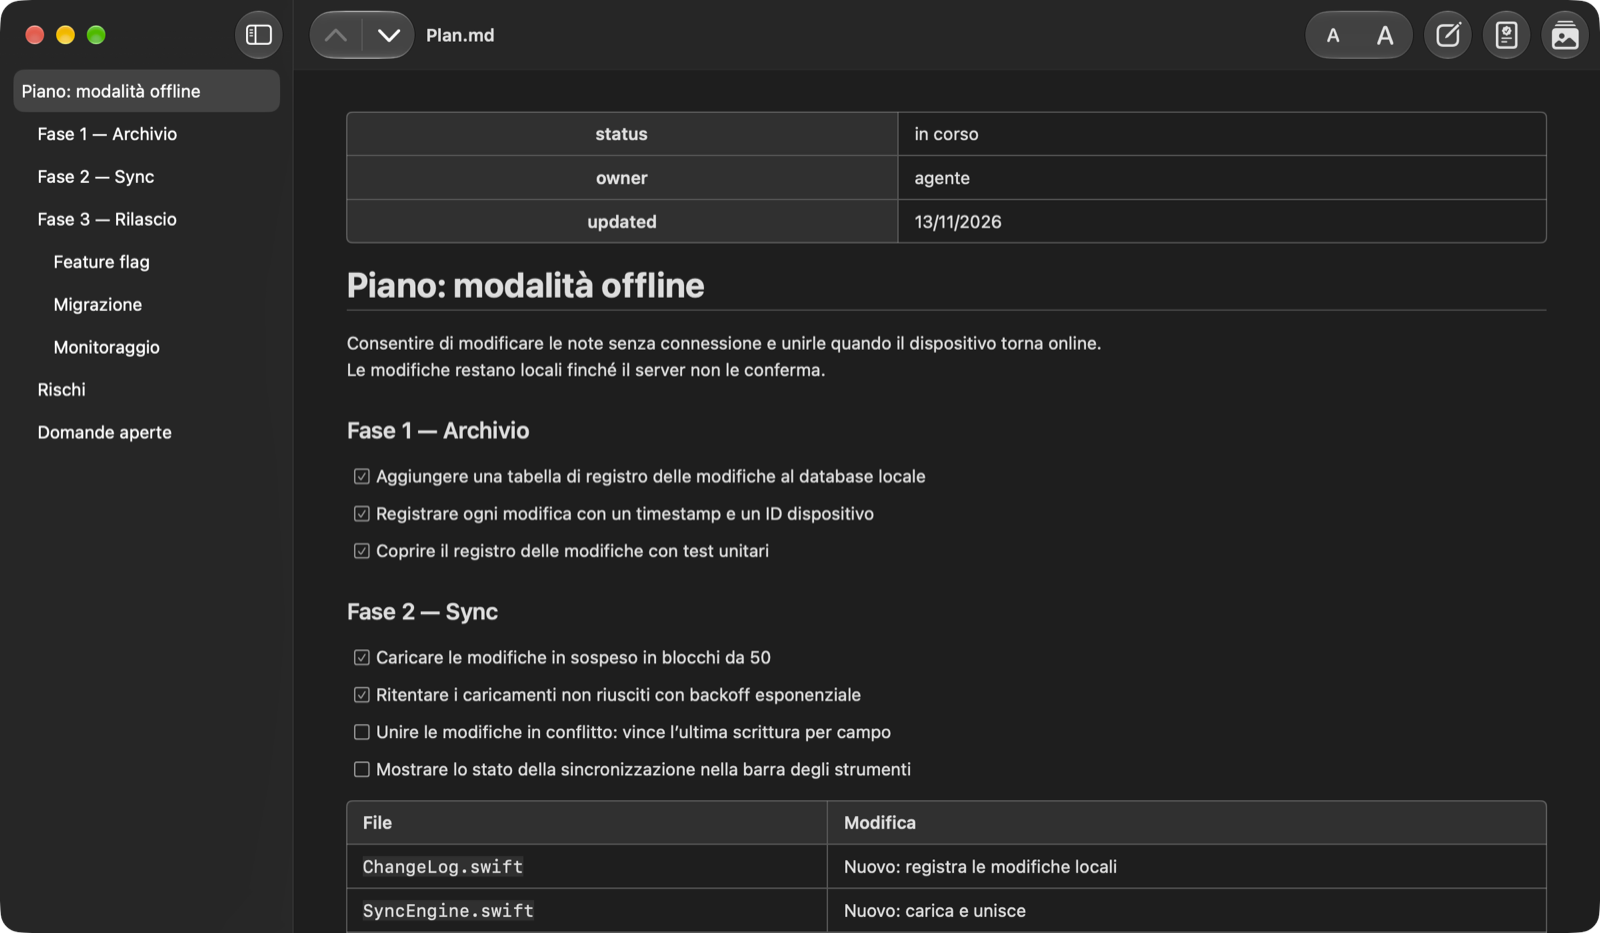 Plan.md
A A
Piano: modalità offline
Fase 1 — Archivio
Fase 2 — Sync
Fase 3 — Rilascio
Feature flag
Migrazione
Monitoraggio
Rischi
Domande aperte
status in corso
owner agente
updated 13/11/2026
Piano: modalità offline
Consentire di modificare le note senza connessione e unirle quando il dispositivo torna online.
Le modifiche restano locali finché il server non le conferma.
Fase 1 — Archivio
Aggiungere una tabella di registro delle modifiche al database locale
Registrare ogni modifica con un timestamp e un ID dispositivo
Coprire il registro delle modifiche con test unitari
Fase 2 — Sync
Caricare le modifiche in sospeso in blocchi da 50
Ritentare i caricamenti non riusciti con backoff esponenziale
Unire le modifiche in conflitto: vince l’ultima scrittura per campo
Mostrare lo stato della sincronizzazione nella barra degli strumenti
File Modifica
ChangeLog.swift Nuovo: registra le modifiche locali
SyncEngine.swift Nuovo: carica e unisce